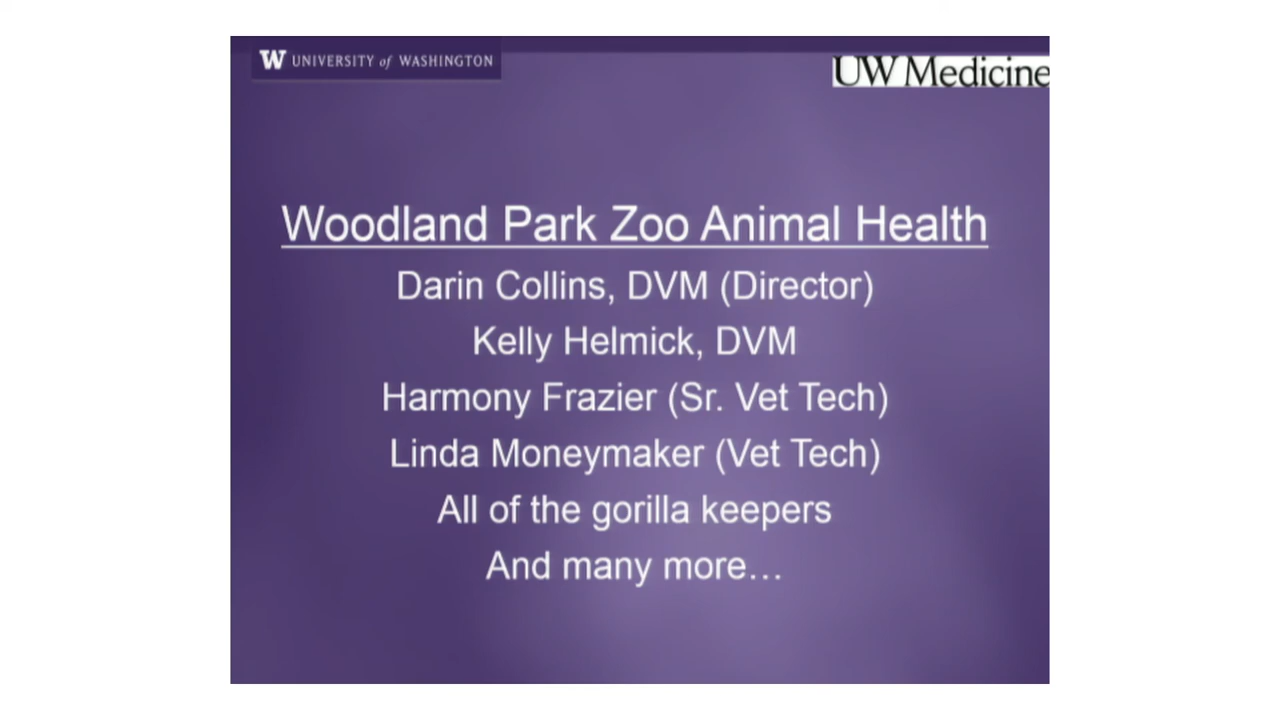 W UNIVERSITY of WASHINGTON
UW Medicine
Woodland Park Zoo Animal Health
Darin Collins, DVM (Director)
Kelly Helmick, DVM
Harmony Frazier (Sr. Vet Tech)
Linda Moneymaker (Vet Tech)
All of the gorilla keepers
And many more…